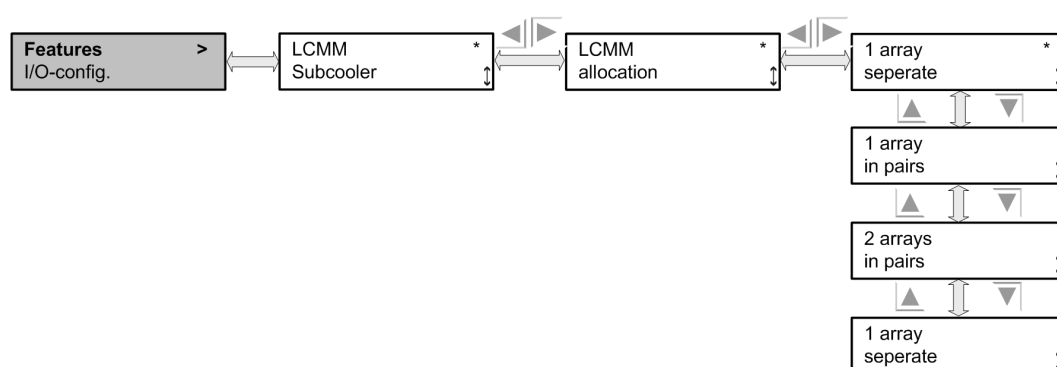 Features >
I/O-config.
LCMM *
Subcooler
LCMM *
allocation
1 array *
seperate
1 array
in pairs
2 arrays
in pairs
1 array
seperate